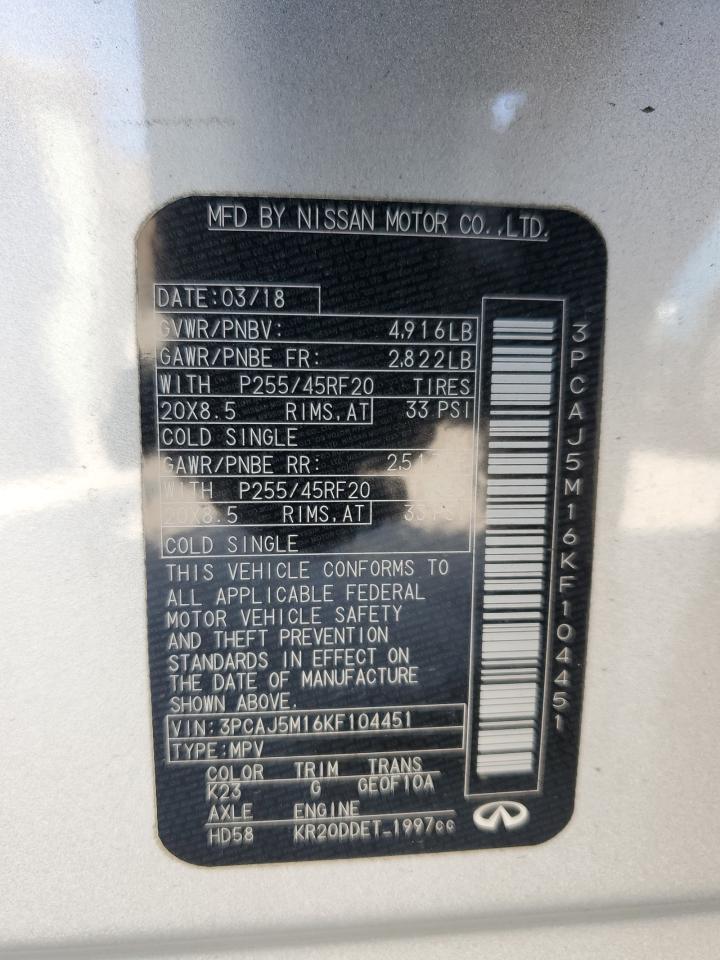 MFD BY NISSAN MOTOR CO.,LTD.
DATE:03/18
GVWR/PNBV: 4,916LB
GAWR/PNBE FR: 2,822LB
WITH P255/45RF20 TIRES
20X8.5 RIMS,AT 33 PSI
COLD SINGLE
GAWR/PNBE RR:
WITH P255/45RF20
20X8.5 RIMS,AT 33 PSI
COLD SINGLE
THIS VEHICLE CONFORMS TO
ALL APPLICABLE FEDERAL
MOTOR VEHICLE SAFETY
AND THEFT PREVENTION
STANDARDS IN EFFECT ON
THE DATE OF MANUFACTURE
SHOWN ABOVE.
VIN:3PCAJ5M16KF104451
TYPE:MPV
COLOR TRIM TRANS
K23 G GE0F10A
AXLE ENGINE
HD58 KR20DDET-1997cc
3PCAJ5M16KF104451